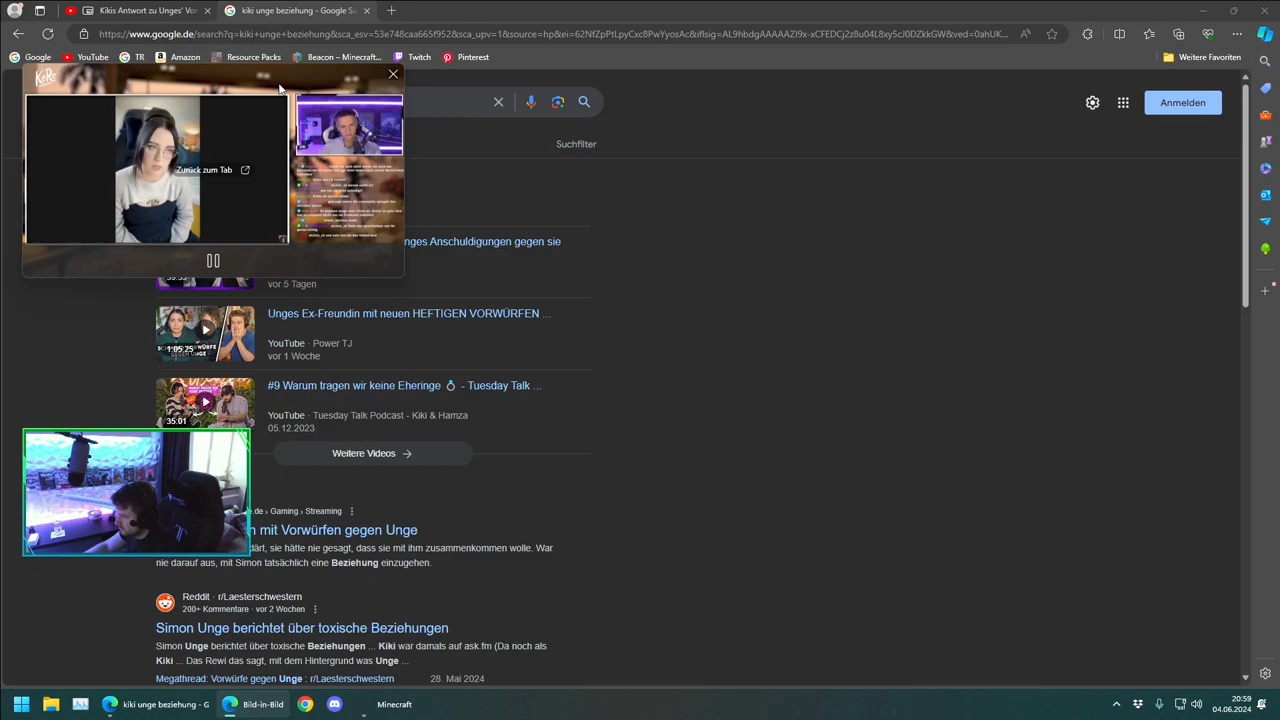 Kikis Antwort zu Unges' Vor
kiki unge beziehung - Google Su
https://www.google.de/search?q=kiki+unge+beziehung&sca_esv=53e748caa665f952&sca_upv=1&source=hp&ei=62NfZpPtLpyCxc8PwYyosAc&iflsig=AL9hbdgAAAAAZl9x-xCFEDCj2z8u04L8xy5cJ0DZkkGW&ved=0ahUK...
Google YouTube TR Amazon Resource Packs Beacon – Minecraft... Twitch Pinterest Weitere Favoriten
Anmelden
Suchfilter
Zurück zum Tab
nges Anschuldigungen gegen sie
vor 5 Tagen
Unges Ex-Freundin mit neuen HEFTIGEN VORWÜRFEN ...
YouTube · Power TJ
vor 1 Woche
1:05:25
#9 Warum tragen wir keine Eheringe 💍 - Tuesday Talk ...
YouTube · Tuesday Talk Podcast - Kiki & Hamza
05.12.2023
35:01
Weitere Videos
e.de › Gaming › Streaming
n mit Vorwürfen gegen Unge
därt, sie hätte nie gesagt, dass sie mit ihm zusammenkommen wolle. War
nie darauf aus, mit Simon tatsächlich eine Beziehung einzugehen.
Reddit · r/Laesterschwestern
200+ Kommentare · vor 2 Wochen
Simon Unge berichtet über toxische Beziehungen
Simon Unge berichtet über toxische Beziehungen ... Kiki war damals auf ask.fm (Da noch als
Kiki ... Das Rewi das sagt, mit dem Hintergrund was Unge ...
Megathread: Vorwürfe gegen Unge : r/Laesterschwestern 28. Mai 2024
kiki unge beziehung - G
Bild-in-Bild
Minecraft
20:59
04.06.2024